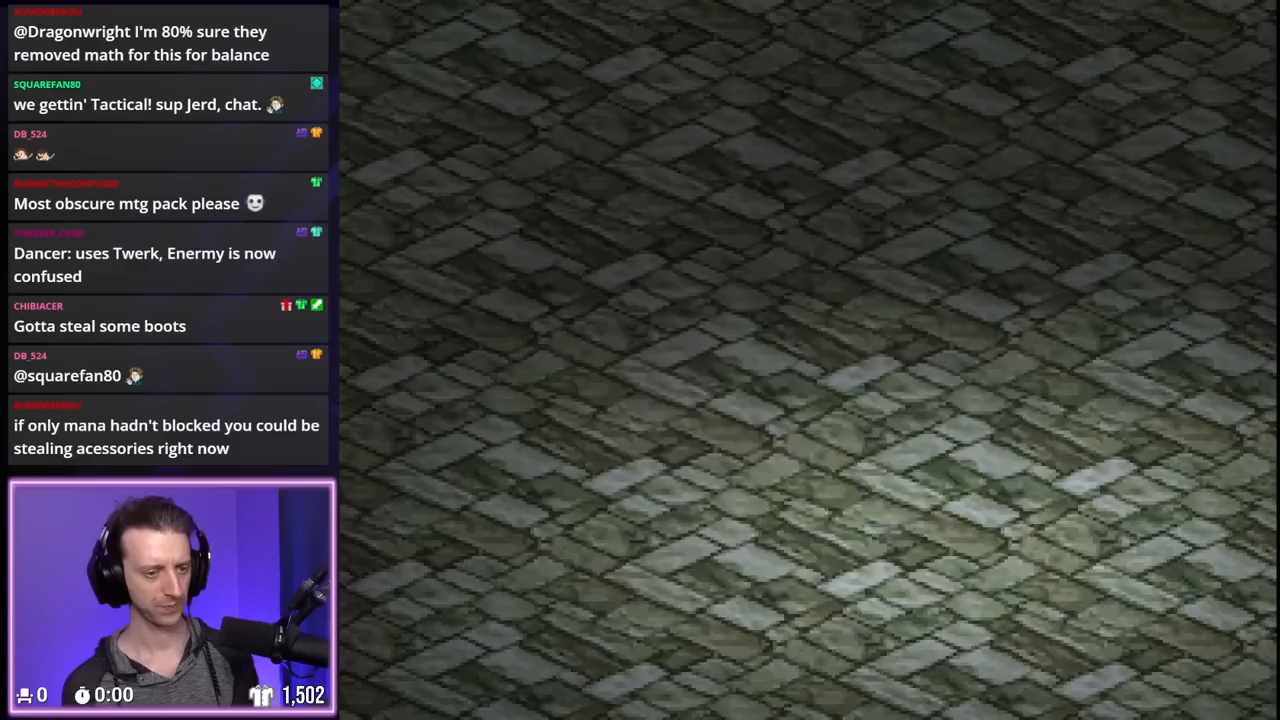 @Dragonwright I'm 80% sure they
removed math for this for balance
SQUAREFAN80
we gettin' Tactical! sup Jerd, chat.
DB_524
Most obscure mtg pack please
FOREVER_CHIBI
Dancer: uses Twerk, Enermy is now
confused
CHIBIACER
Gotta steal some boots
DB_524
@squarefan80
if only mana hadn't blocked you could be
stealing acessories right now
0 0:00 1,502